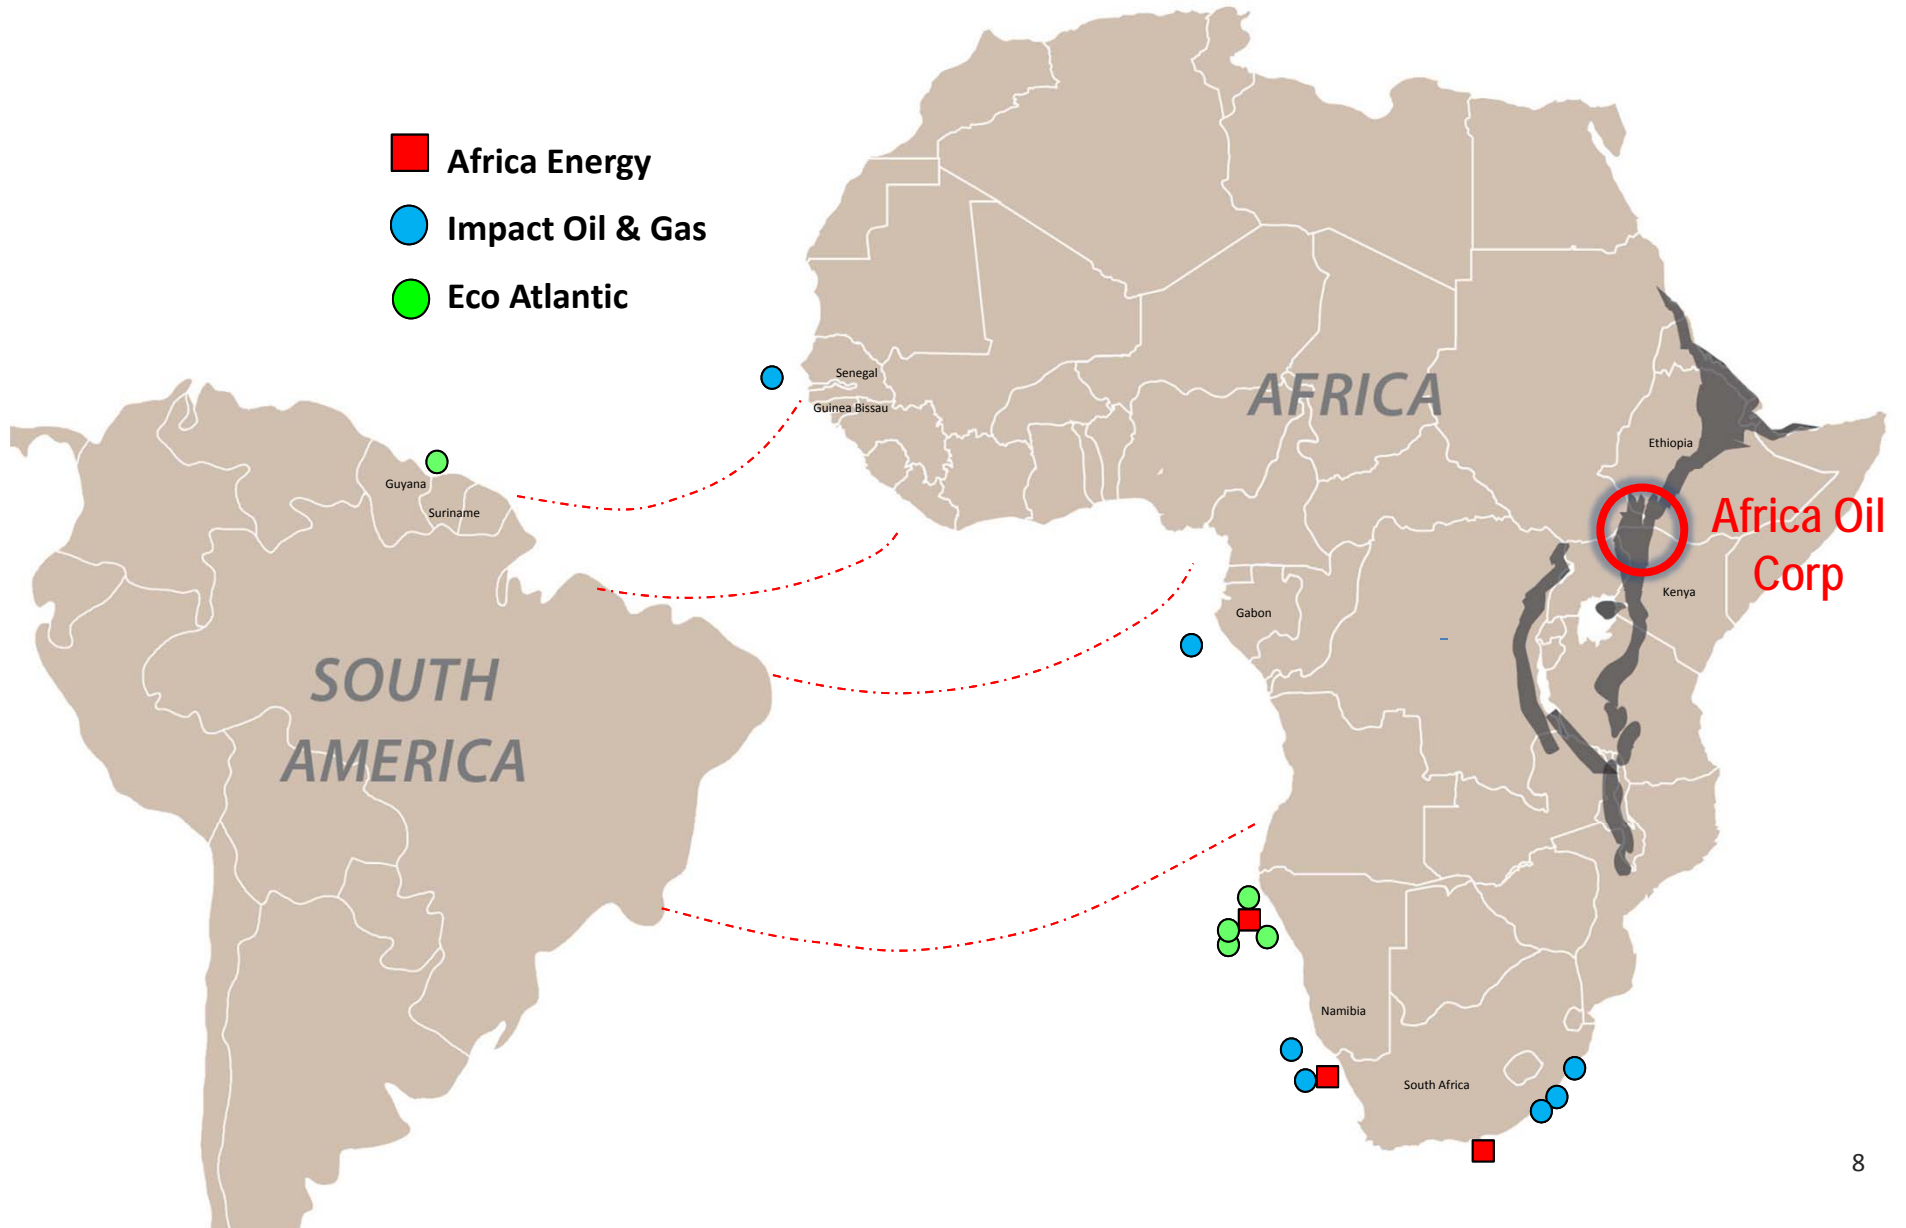 Africa Energy
Impact Oil & Gas
Eco Atlantic
Senegal
Guinea Bissau
AFRICA
Ethiopia
Guyana
Suriname
Africa Oil
Corp
Kenya
Gabon
SOUTH
AMERICA
Namibia
South Africa
8